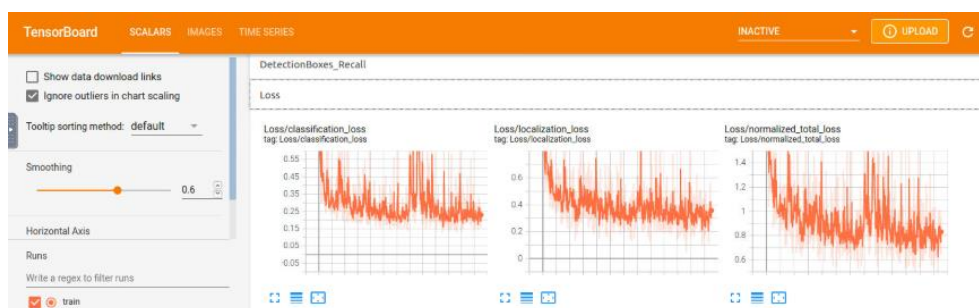 TensorBoard SCALARS IMAGES TIME SERIES INACTIVE UPLOAD
Show data download links
Ignore outliers in chart scaling
Tooltip sorting method: default
Smoothing
0.6
Horizontal Axis
Runs
Write a regex to filter runs
train
DetectionBoxes_Recall
Loss
Loss/classification_loss
tag: Loss/classification_loss
0.55
0.45
0.35
0.25
0.15
0.05
-0.05
Loss/localization_loss
tag: Loss/localization_loss
0.6
0.4
0.2
0
Loss/normalized_total_loss
tag: Loss/normalized_total_loss
1.4
1.2
1
0.8
0.6